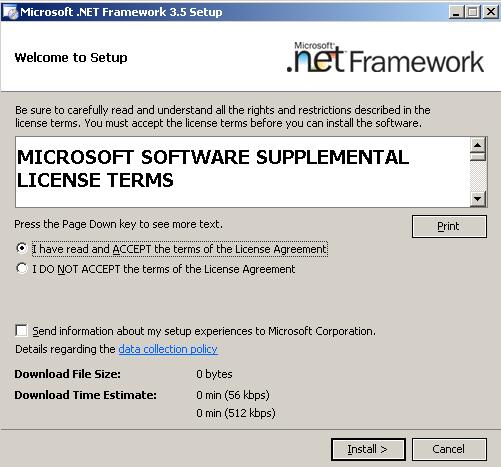 Microsoft .NET Framework 3.5 Setup
Welcome to Setup
Microsoft
.net Framework
Be sure to carefully read and understand all the rights and restrictions described in the
license terms. You must accept the license terms before you can install the software.
MICROSOFT SOFTWARE SUPPLEMENTAL
LICENSE TERMS
Press the Page Down key to see more text.
Print
I have read and ACCEPT the terms of the License Agreement
I DO NOT ACCEPT the terms of the License Agreement
Send information about my setup experiences to Microsoft Corporation.
Details regarding the data collection policy
Download File Size: 0 bytes
Download Time Estimate: 0 min (56 kbps)
0 min (512 kbps)
Install > Cancel